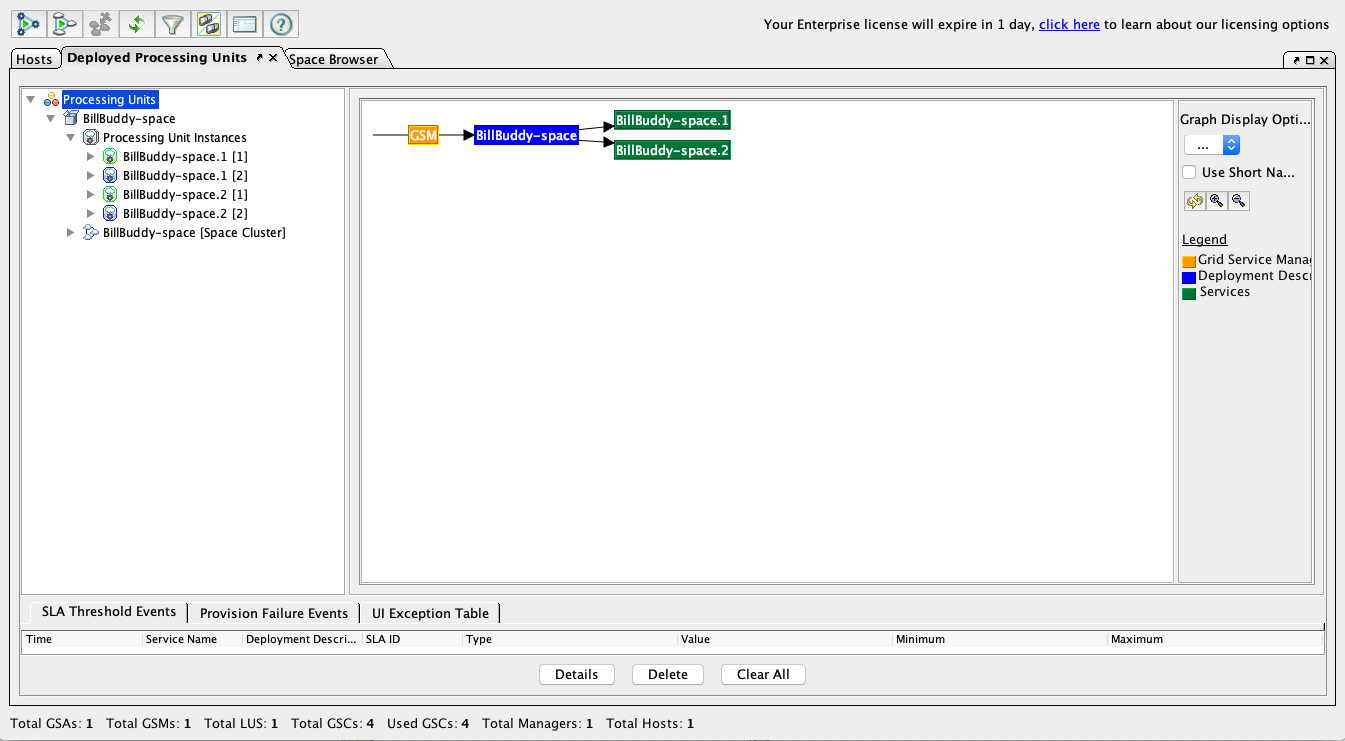 Your Enterprise license will expire in 1 day, click here to learn about our licensing options
Hosts
Deployed Processing Units
Space Browser
Processing Units
BillBuddy-space
Processing Unit Instances
BillBuddy-space.1 [1]
BillBuddy-space.1 [2]
BillBuddy-space.2 [1]
BillBuddy-space.2 [2]
BillBuddy-space [Space Cluster]
GSM
BillBuddy-space
BillBuddy-space.1
BillBuddy-space.2
Graph Display Opti...
...
Use Short Na...
Legend
Grid Service Mana
Deployment Descr
Services
SLA Threshold Events
Provision Failure Events
UI Exception Table
Time Service Name Deployment Descri... SLA ID Type Value Minimum Maximum
Details Delete Clear All
Total GSAs: 1 Total GSMs: 1 Total LUS: 1 Total GSCs: 4 Used GSCs: 4 Total Managers: 1 Total Hosts: 1